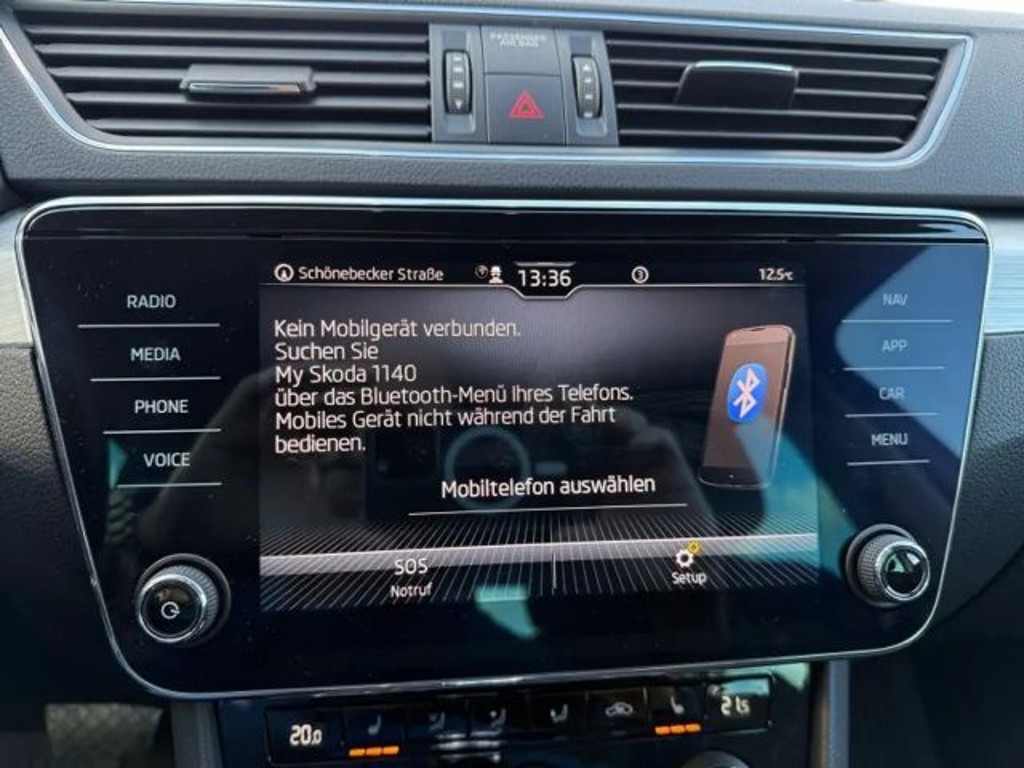 PASSENGER
AIR BAG
Schönebecker Straße 13:36 3 12.5°C
RADIO
MEDIA
PHONE
VOICE
Kein Mobilgerät verbunden.
Suchen Sie
My Skoda 1140
über das Bluetooth-Menü Ihres Telefons.
Mobiles Gerät nicht während der Fahrt
bedienen.
Mobiltelefon auswählen
SOS
Notruf
Setup
NAV
APP
CAR
MENU
20.0